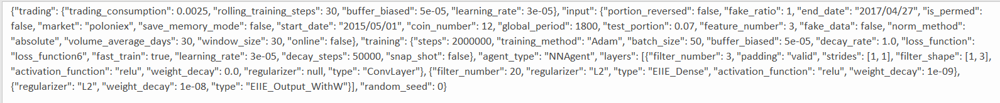 {"trading": {"trading_consumption": 0.0025, "rolling_training_steps": 30, "buffer_biased": 5e-05, "learning_rate": 3e-05}, "input": {"portion_reversed": false, "fake_ratio": 1, "end_date": "2017/04/27", "is_permed":
false, "market": "poloniex", "save_memory_mode": false, "start_date": "2015/05/01", "coin_number": 12, "global_period": 1800, "test_portion": 0.07, "feature_number": 3, "fake_data": false, "norm_method":
"absolute", "volume_average_days": 30, "window_size": 30, "online": false}, "training": {"steps": 2000000, "training_method": "Adam", "batch_size": 50, "buffer_biased": 5e-05, "decay_rate": 1.0, "loss_function":
"loss_function6", "fast_train": true, "learning_rate": 3e-05, "decay_steps": 50000, "snap_shot": false}, "agent_type": "NNAgent", "layers": [{"filter_number": 3, "padding": "valid", "strides": [1, 1], "filter_shape": [1, 3],
"activation_function": "relu", "weight_decay": 0.0, "regularizer": null, "type": "ConvLayer"}, {"filter_number": 20, "regularizer": "L2", "type": "EIIE_Dense", "activation_function": "relu", "weight_decay": 1e-09},
{"regularizer": "L2", "weight_decay": 1e-08, "type": "EIIE_Output_WithW"}], "random_seed": 0}